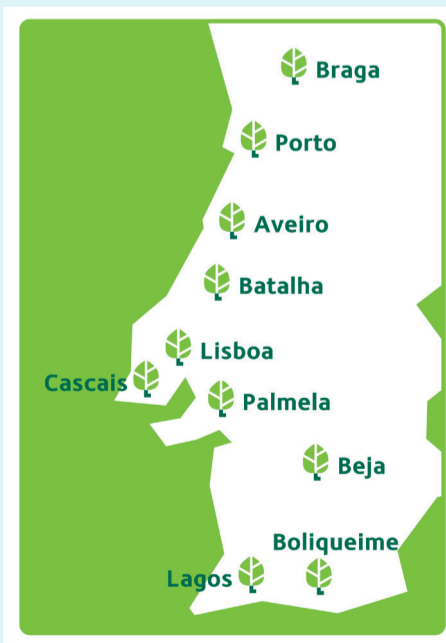 Braga
Porto
Aveiro
Batalha
Lisboa
Cascais
Palmela
Beja
Boliqueime
Lagos